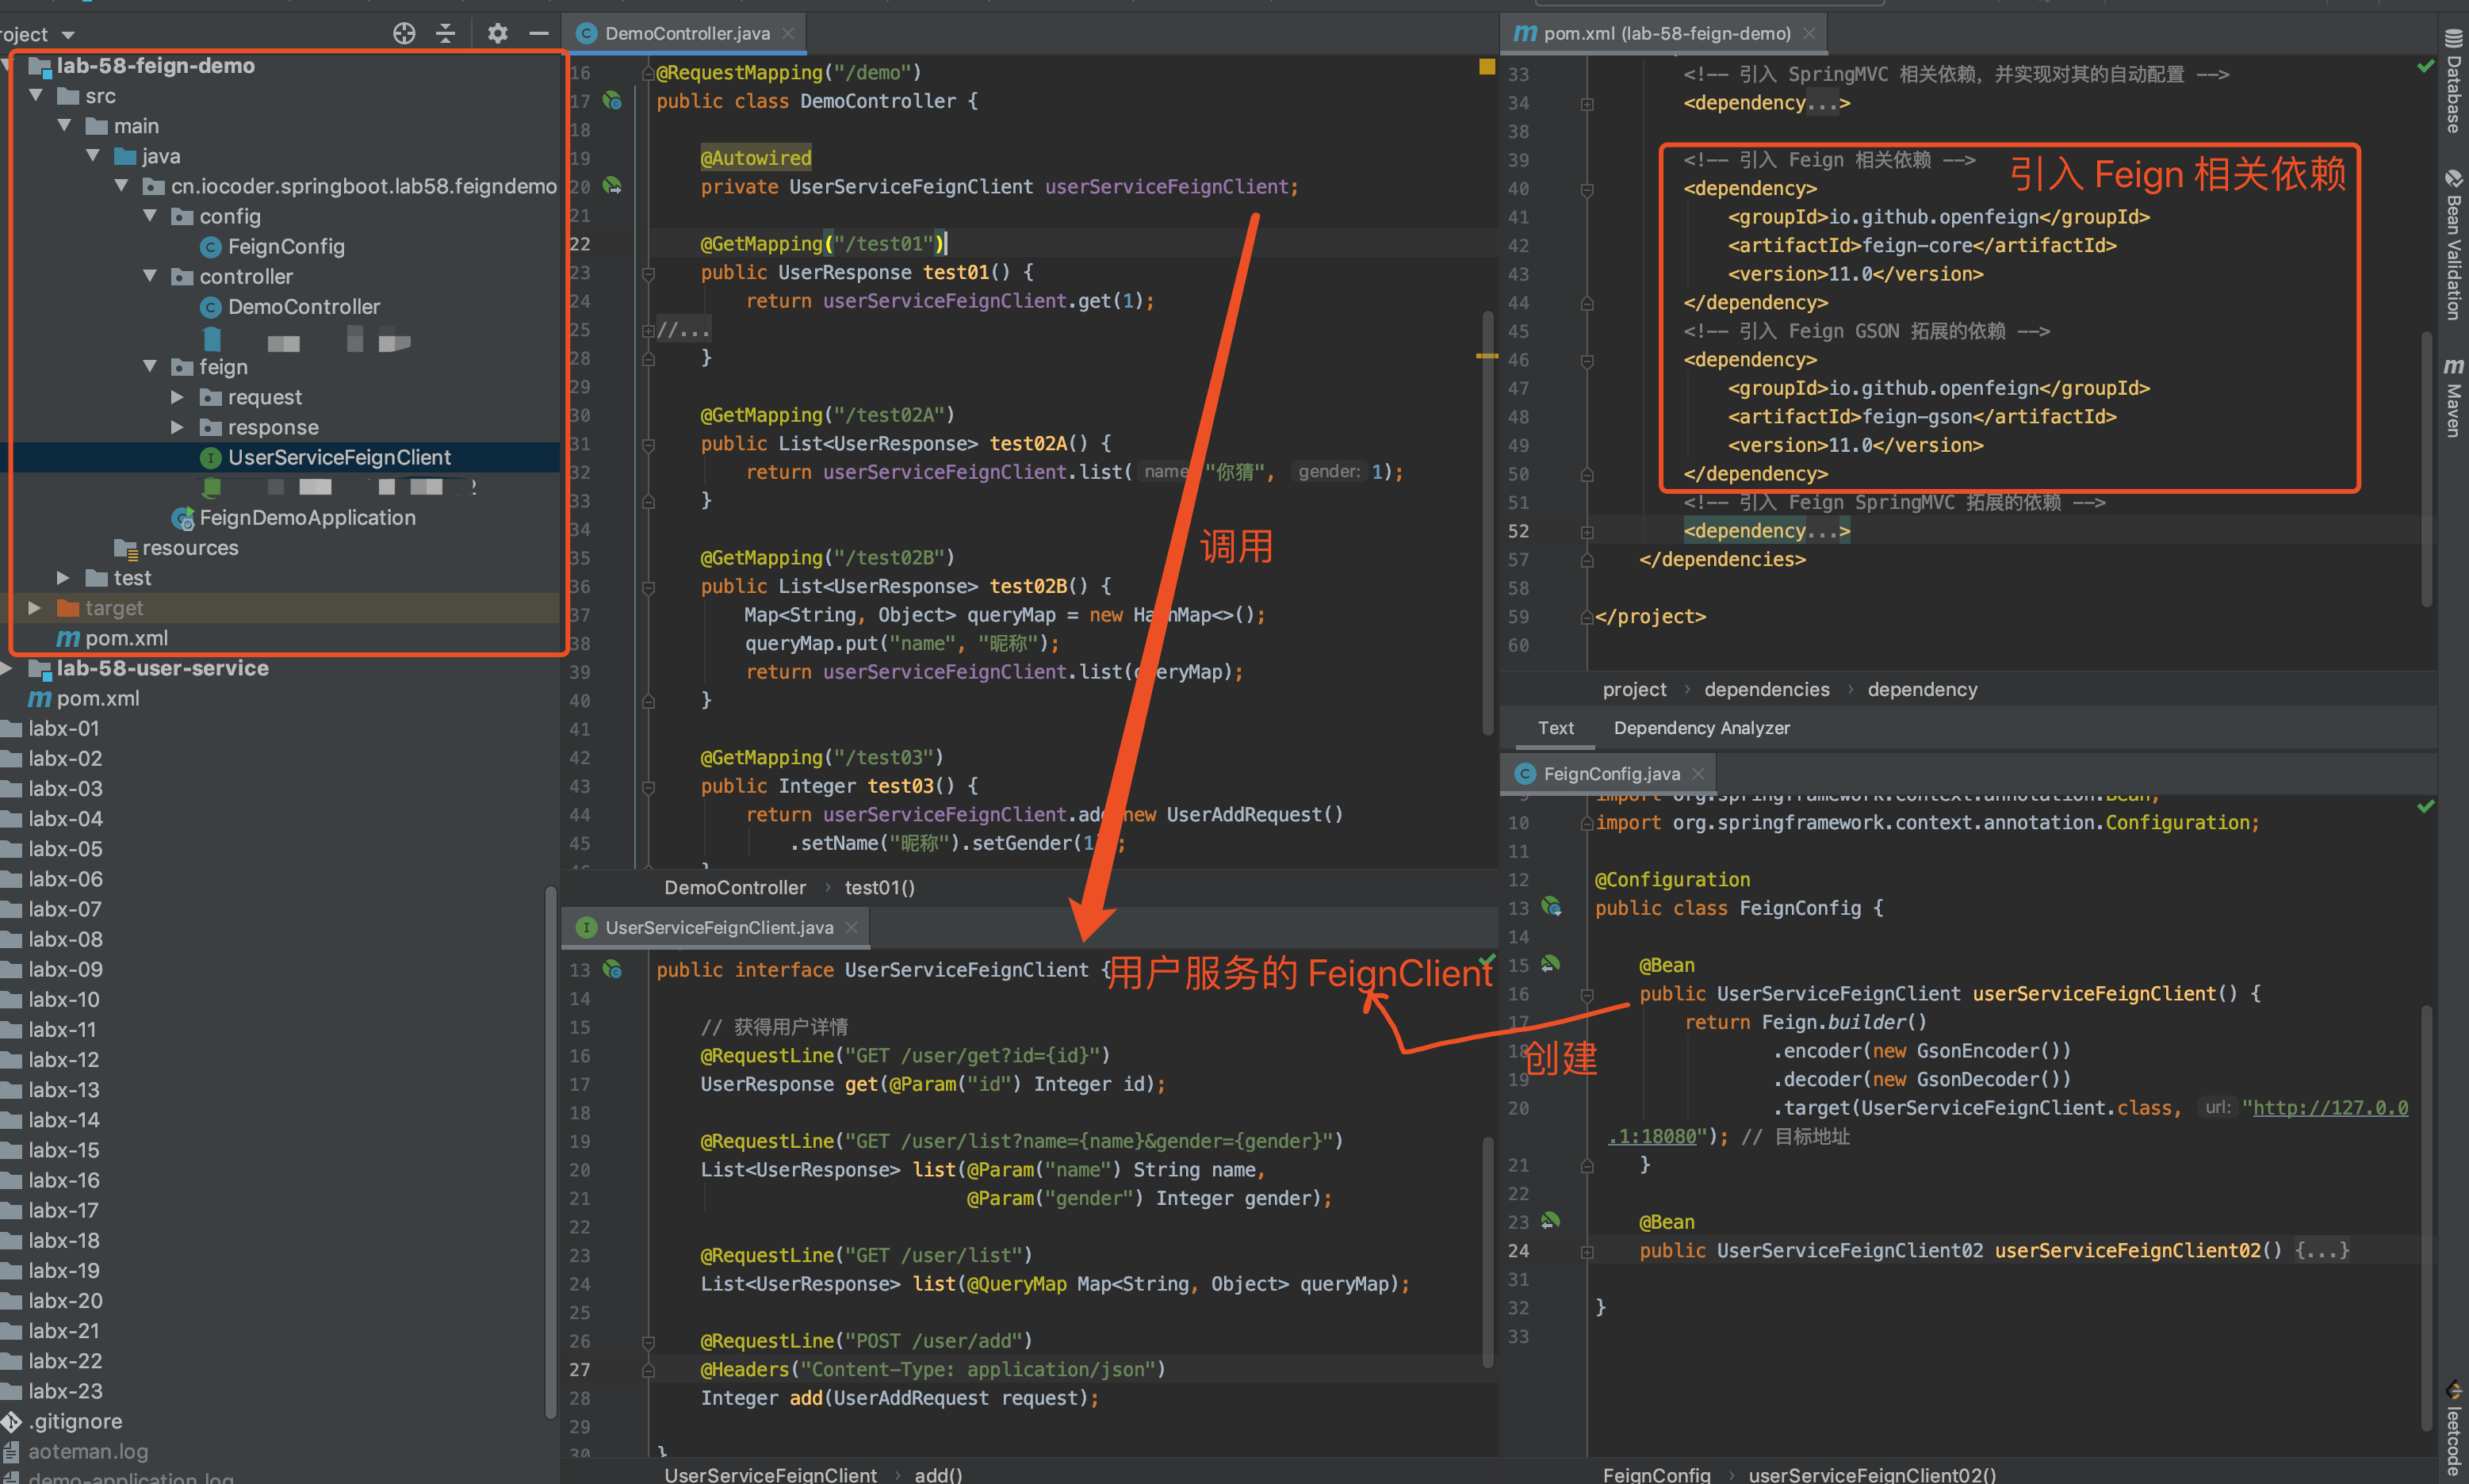 roject
lab-58-feign-demo
src
main
java
cn.iocoder.springboot.lab58.feigndemo
config
FeignConfig
controller
DemoController
feign
request
response
UserServiceFeignClient
2
FeignDemoApplication
resources
test
target
pom.xml
lab-58-user-service
pom.xml
labx-01
labx-02
labx-03
labx-04
labx-05
labx-06
labx-07
labx-08
labx-09
labx-10
labx-11
labx-12
labx-13
labx-14
labx-15
labx-16
labx-17
labx-18
labx-19
labx-20
labx-21
labx-22
labx-23
.gitignore
aoteman.log
demo-application.log
DemoController.java
16 @RequestMapping("/demo")
17 public class DemoController {
18
19 @Autowired
20 private UserServiceFeignClient userServiceFeignClient;
21
22 @GetMapping("/test01")
23 public UserResponse test01() {
24 return userServiceFeignClient.get(1);
25 //...
28 }
29
30 @GetMapping("/test02A")
31 public List<UserResponse> test02A() {
32 return userServiceFeignClient.list( name "你猜", gender: 1);
33 }
34
35 @GetMapping("/test02B")
36 public List<UserResponse> test02B() {
37 Map<String, Object> queryMap = new HashMap<>();
38 queryMap.put("name", "昵称");
39 return userServiceFeignClient.list(queryMap);
40 }
41
42 @GetMapping("/test03")
43 public Integer test03() {
44 return userServiceFeignClient.add(new UserAddRequest()
45 .setName("昵称").setGender(1));
调用
DemoController › test01()
UserServiceFeignClient.java
13 public interface UserServiceFeignClient {
用户服务的 FeignClient
14
15 // 获得用户详情
16 @RequestLine("GET /user/get?id={id}")
17 UserResponse get(@Param("id") Integer id);
18
19 @RequestLine("GET /user/list?name={name}&gender={gender}")
20 List<UserResponse> list(@Param("name") String name,
21 @Param("gender") Integer gender);
22
23 @RequestLine("GET /user/list")
24 List<UserResponse> list(@QueryMap Map<String, Object> queryMap);
25
26 @RequestLine("POST /user/add")
27 @Headers("Content-Type: application/json")
28 Integer add(UserAddRequest request);
29
30 }
UserServiceFeignClient › add()
pom.xml (lab-58-feign-demo)
33 <!-- 引入 SpringMVC 相关依赖，并实现对其的自动配置 -->
34 <dependency...>
38
39 <!-- 引入 Feign 相关依赖 -->
引入 Feign 相关依赖
40 <dependency>
41 <groupId>io.github.openfeign</groupId>
42 <artifactId>feign-core</artifactId>
43 <version>11.0</version>
44 </dependency>
45 <!-- 引入 Feign GSON 拓展的依赖 -->
46 <dependency>
47 <groupId>io.github.openfeign</groupId>
48 <artifactId>feign-gson</artifactId>
49 <version>11.0</version>
50 </dependency>
51 <!-- 引入 Feign SpringMVC 拓展的依赖 -->
52 <dependency...>
57 </dependencies>
58
59 </project>
60
project › dependencies › dependency
Text Dependency Analyzer
FeignConfig.java
9 import org.springframework.context.annotation.Bean;
10 import org.springframework.context.annotation.Configuration;
11
12 @Configuration
13 public class FeignConfig {
14
15 @Bean
16 public UserServiceFeignClient userServiceFeignClient() {
17 return Feign.builder()
18 .encoder(new GsonEncoder())
创建
19 .decoder(new GsonDecoder())
20 .target(UserServiceFeignClient.class, url: "http://127.0.0
.1:18080"); // 目标地址
21 }
22
23 @Bean
24 public UserServiceFeignClient02 userServiceFeignClient02() {...}
31
32 }
33
FeignConfig › userServiceFeignClient02()
Database
Bean Validation
Maven
leetcode